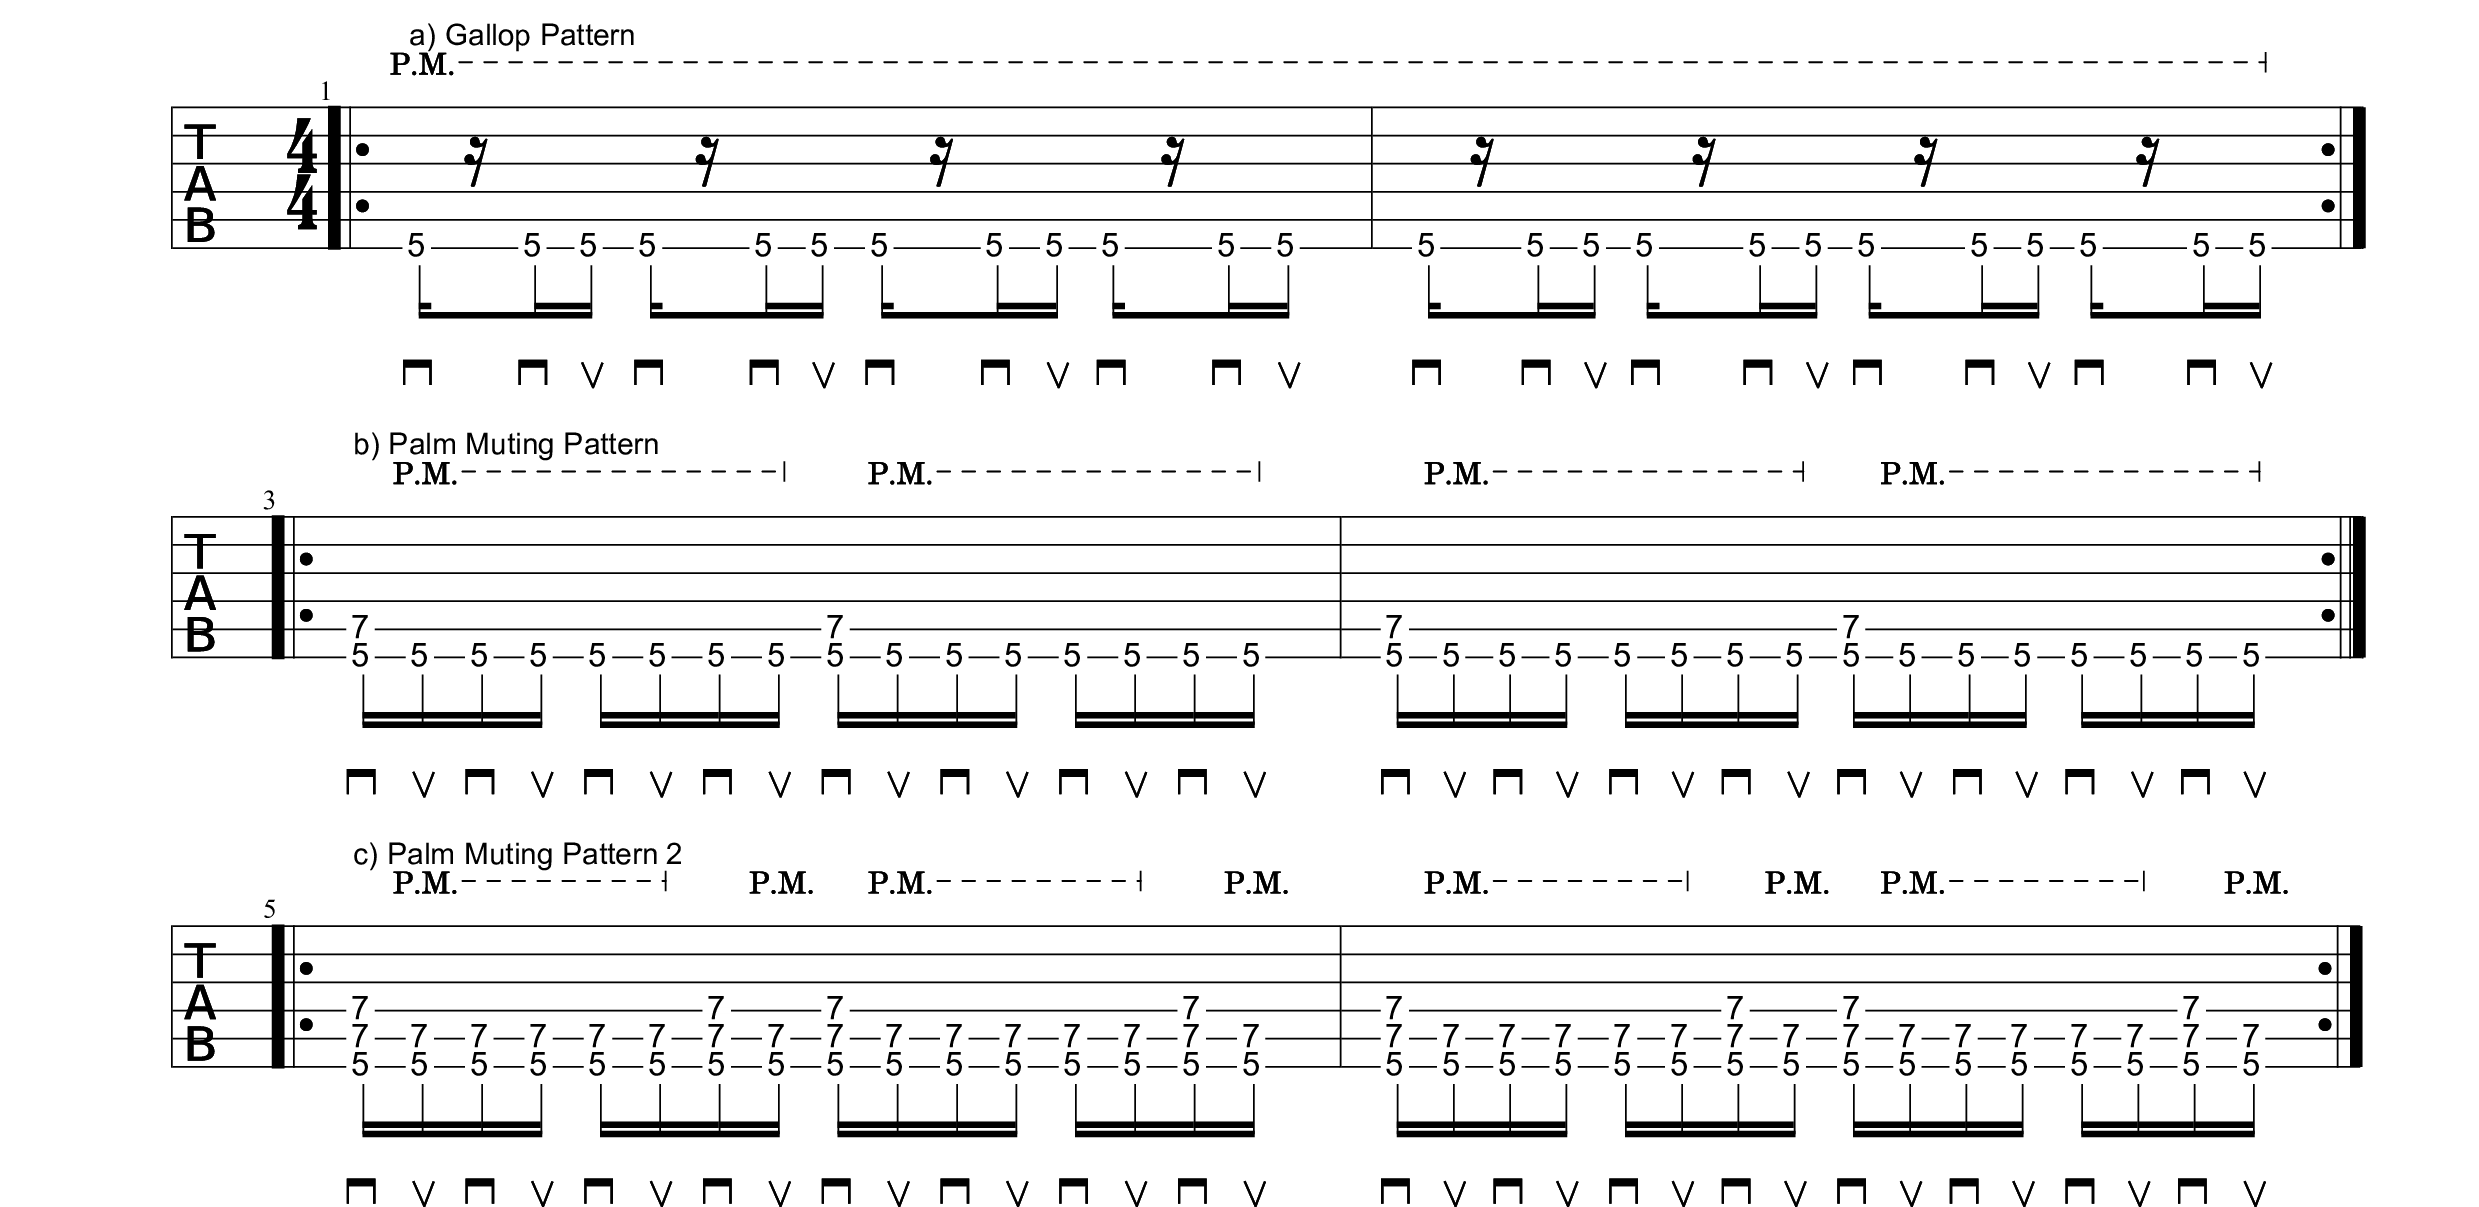 a) Gallop Pattern
P.M.
1
T
A
B
4
4
5 5 5 5 5 5 5 5 5 5 5 5 5 5 5 5 5 5 5 5 5 5 5 5
b) Palm Muting Pattern
P.M. P.M. P.M. P.M.
3
T
A
B
7 7 7 7
5 5 5 5 5 5 5 5 5 5 5 5 5 5 5 5 5 5 5 5 5 5 5 5 5 5 5 5 5 5 5 5
c) Palm Muting Pattern 2
P.M. P.M. P.M. P.M. P.M. P.M. P.M. P.M.
5
T
A
B
7 7 7 7 7 7 7 7
7 7 7 7 7 7 7 7 7 7 7 7 7 7 7 7 7 7 7 7 7 7 7 7 7 7 7 7 7 7 7 7
5 5 5 5 5 5 5 5 5 5 5 5 5 5 5 5 5 5 5 5 5 5 5 5 5 5 5 5 5 5 5 5